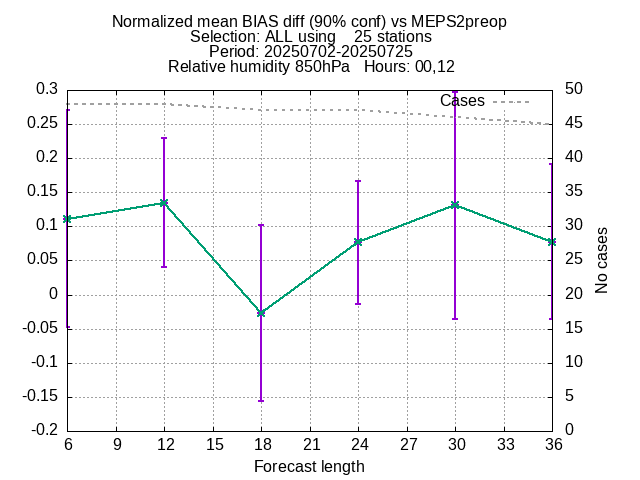 Normalized mean BIAS diff (90% conf) vs MEPS2preop
Selection: ALL using    25 stations
Period: 20250702-20250725
Relative humidity 850hPa   Hours: 00,12
Cases
0.3
0.25
0.2
0.15
0.1
0.05
0
-0.05
-0.1
-0.15
-0.2
50
45
40
35
30
25
20
15
10
5
0
No cases
6 9 12 15 18 21 24 27 30 33 36
Forecast length